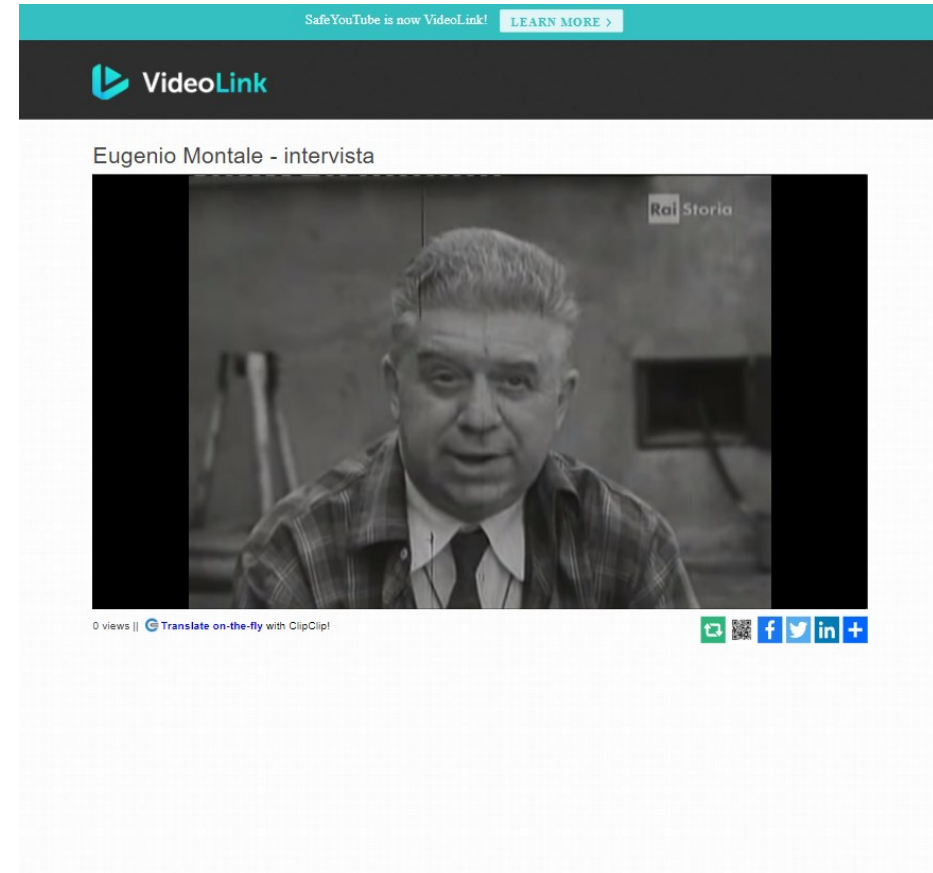 SafeYouTube is now VideoLink! LEARN MORE >
VideoLink
Eugenio Montale - intervista
Rai Storia
0 views || Translate on-the-fly with ClipClip!